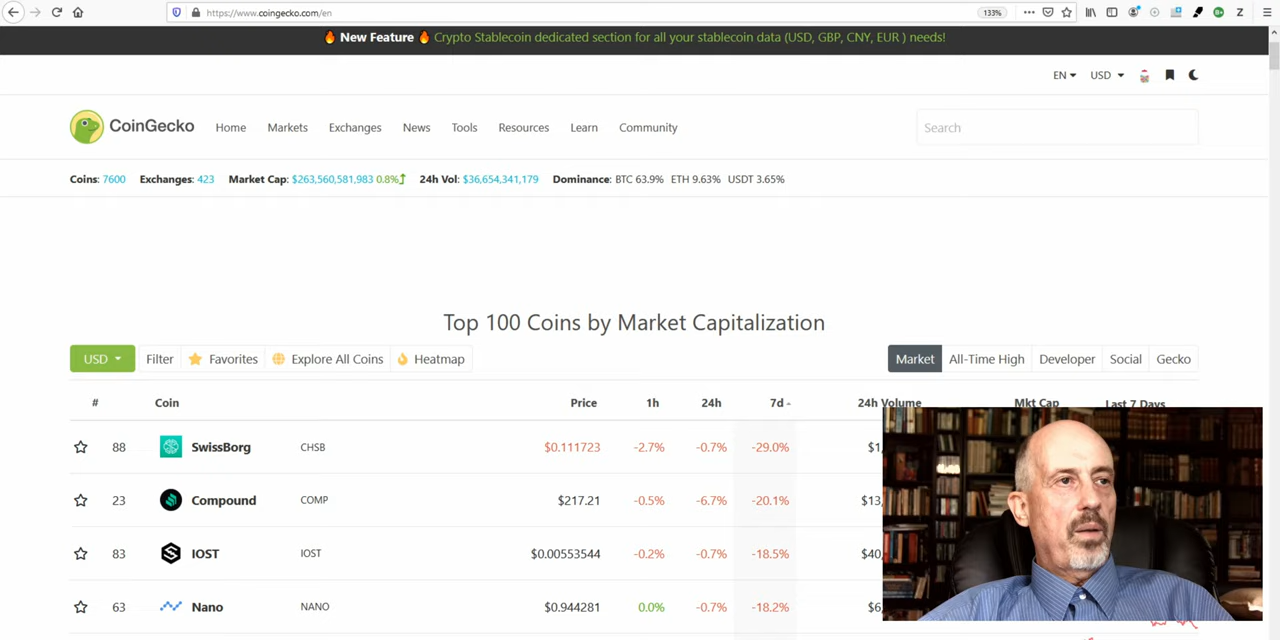 https://www.coingecko.com/en
133%
New Feature Crypto Stablecoin dedicated section for all your stablecoin data (USD, GBP, CNY, EUR ) needs!
EN USD
CoinGecko Home Markets Exchanges News Tools Resources Learn Community Search
Coins: 7600 Exchanges: 423 Market Cap: $263,560,581,983 0.8% 24h Vol: $36,654,341,179 Dominance: BTC 63.9% ETH 9.63% USDT 3.65%
Top 100 Coins by Market Capitalization
USD Filter Favorites Explore All Coins Heatmap Market All-Time High Developer Social Gecko
# Coin Price 1h 24h 7d 24h Volume Mkt Cap Last 7 Days
88 SwissBorg CHSB $0.111723 -2.7% -0.7% -29.0% $1
23 Compound COMP $217.21 -0.5% -6.7% -20.1% $13,
83 IOST IOST $0.00553544 -0.2% -0.7% -18.5% $40
63 Nano NANO $0.944281 0.0% -0.7% -18.2% $6,